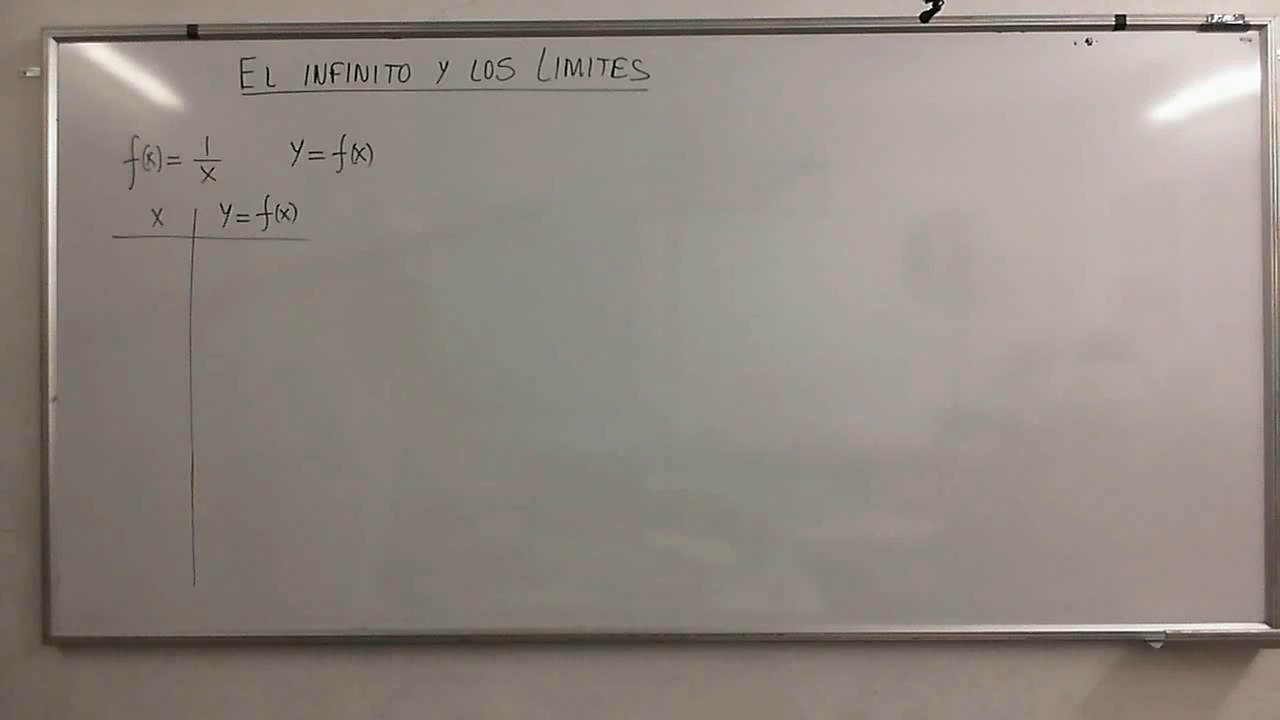 EL INFINITO Y LOS LIMITES
f(x) = 1/x y = f(x)
x | y = f(x)